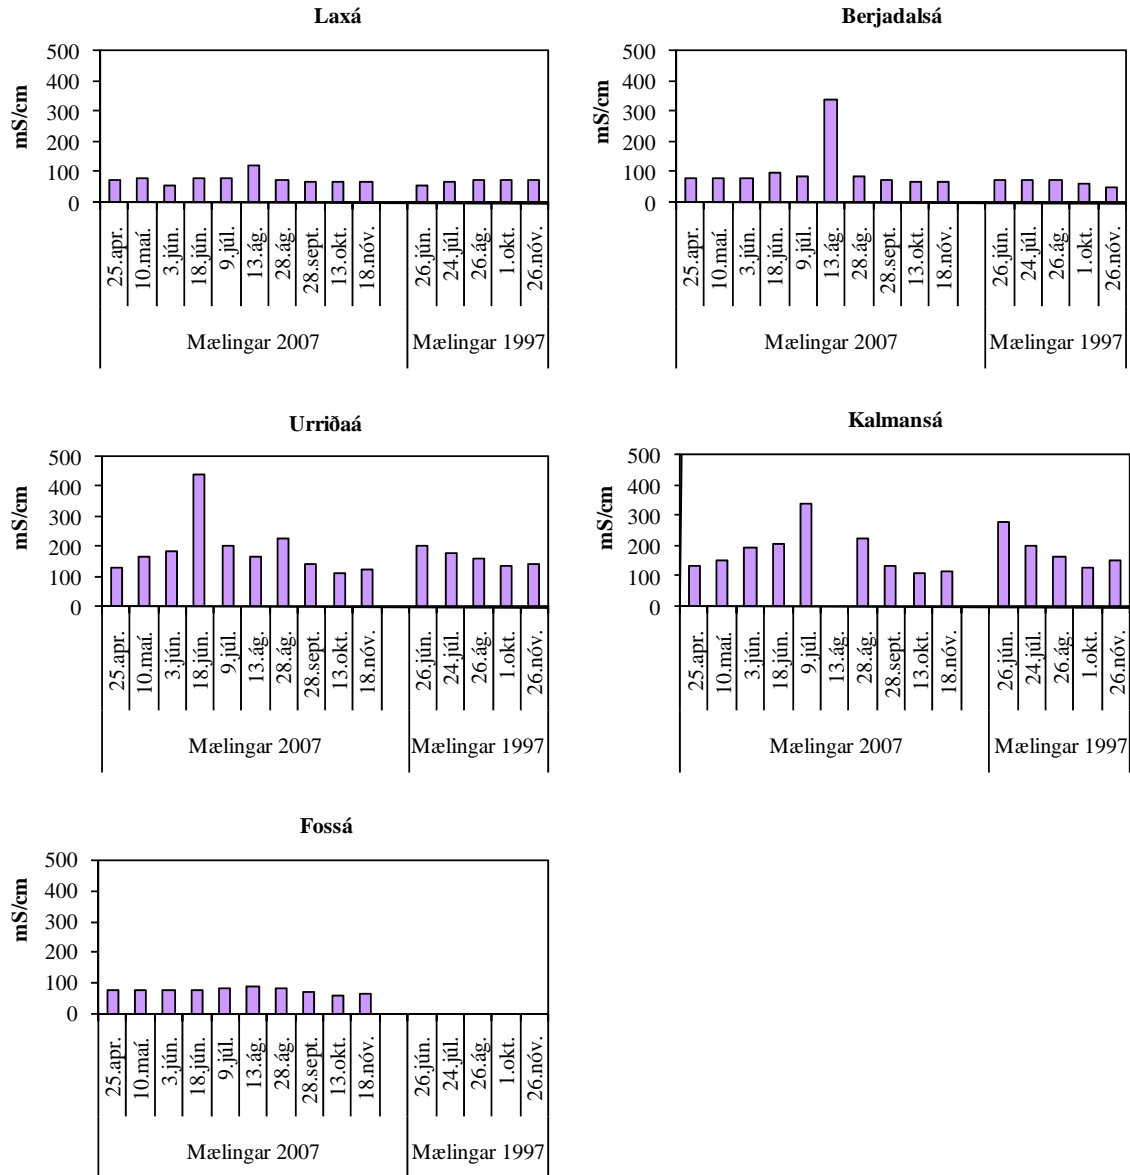 Laxá
mS/cm
500
400
300
200
100
0
25.apr.
10.maí.
3.jún.
18.jún.
9.júl.
13.ág.
28.ág.
28.sept.
13.okt.
18.nóv.
26.jún.
24.júl.
26.ág.
1.okt.
26.nóv.
Mælingar 2007
Mælingar 1997
Berjadalsá
mS/cm
500
400
300
200
100
0
25.apr.
10.maí.
3.jún.
18.jún.
9.júl.
13.ág.
28.ág.
28.sept.
13.okt.
18.nóv.
26.jún.
24.júl.
26.ág.
1.okt.
26.nóv.
Mælingar 2007
Mælingar 1997
Urriðaá
mS/cm
500
400
300
200
100
0
25.apr.
10.maí.
3.jún.
18.jún.
9.júl.
13.ág.
28.ág.
28.sept.
13.okt.
18.nóv.
26.jún.
24.júl.
26.ág.
1.okt.
26.nóv.
Mælingar 2007
Mælingar 1997
Kalmansá
mS/cm
500
400
300
200
100
0
25.apr.
10.maí.
3.jún.
18.jún.
9.júl.
13.ág.
28.ág.
28.sept.
13.okt.
18.nóv.
26.jún.
24.júl.
26.ág.
1.okt.
26.nóv.
Mælingar 2007
Mælingar 1997
Fossá
mS/cm
500
400
300
200
100
0
25.apr.
10.maí.
3.jún.
18.jún.
9.júl.
13.ág.
28.ág.
28.sept.
13.okt.
18.nóv.
26.jún.
24.júl.
26.ág.
1.okt.
26.nóv.
Mælingar 2007
Mælingar 1997